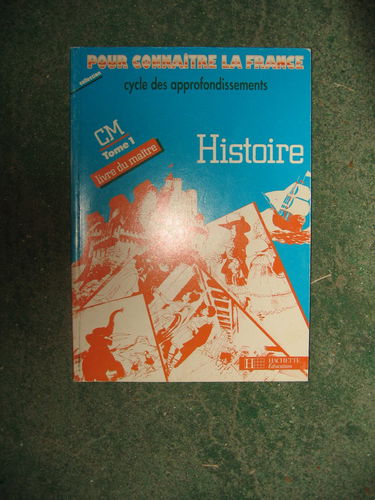 POUR CONNAÎTRE LA FRANCE
collection
cycle des approfondissements
CM
Tome 1
livre du maître
Histoire
H HACHETTE
Éducation